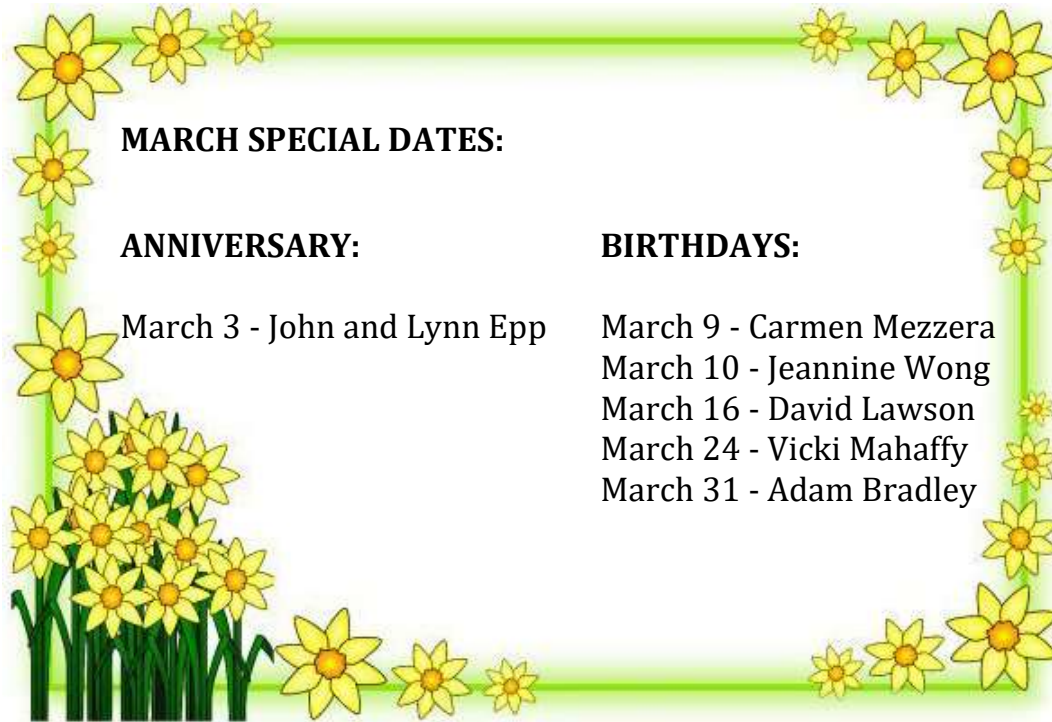 MARCH SPECIAL DATES:
ANNIVERSARY:
March 3 - John and Lynn Epp
BIRTHDAYS:
March 9 - Carmen Mezzera
March 10 - Jeannine Wong
March 16 - David Lawson
March 24 - Vicki Mahaffy
March 31 - Adam Bradley